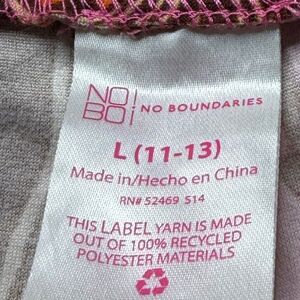 NO!
BO! NO BOUNDARIES
L (11-13)
Made in/Hecho en China
RN# 52469 S14
THIS LABEL YARN IS MADE
OUT OF 100% RECYCLED
POLYESTER MATERIALS